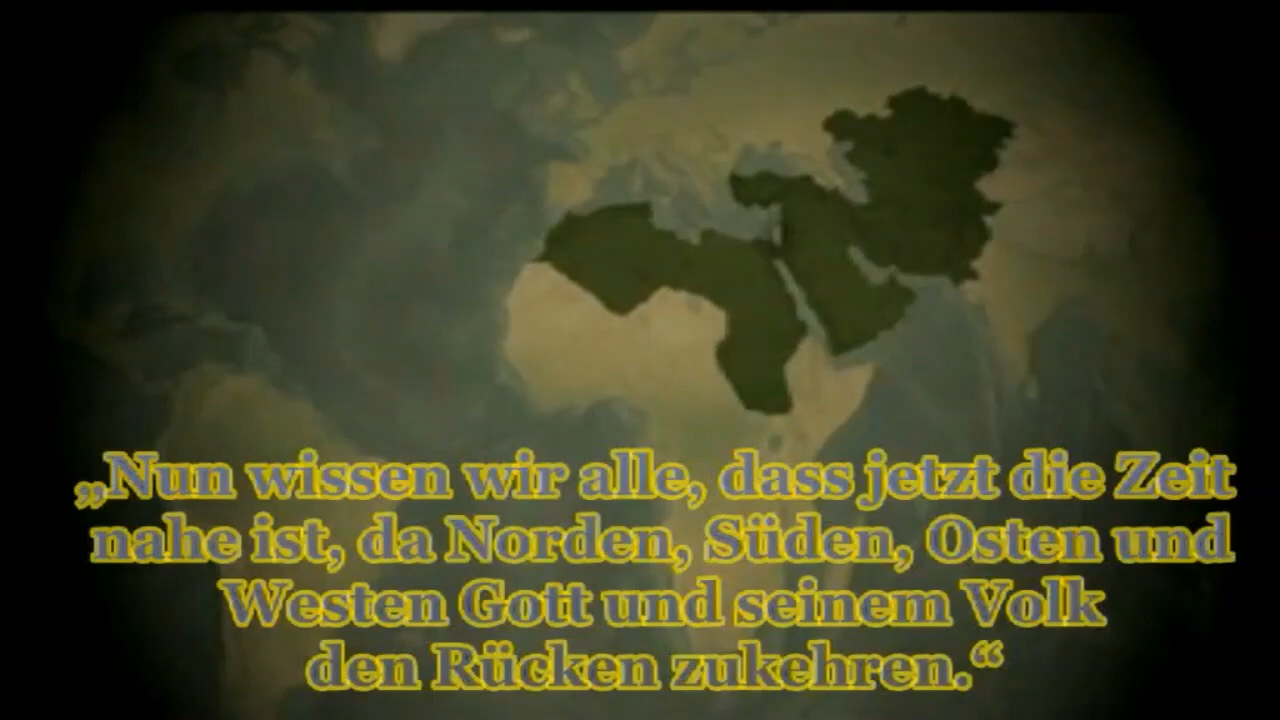 „Nun wissen wir alle, dass jetzt die Zeit
nahe ist, da Norden, Süden, Osten und
Westen Gott und seinem Volk
den Rücken zukehren.“